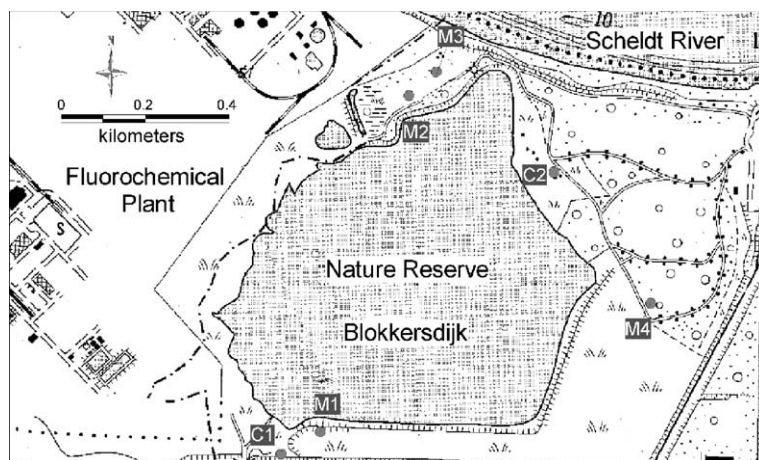 M3
10
Scheldt River
N
S
0 0.2 0.4
kilometers
M2
Fluorochemical
Plant
C2
S
Nature Reserve
Blokkersdijk
M4
M1
C1